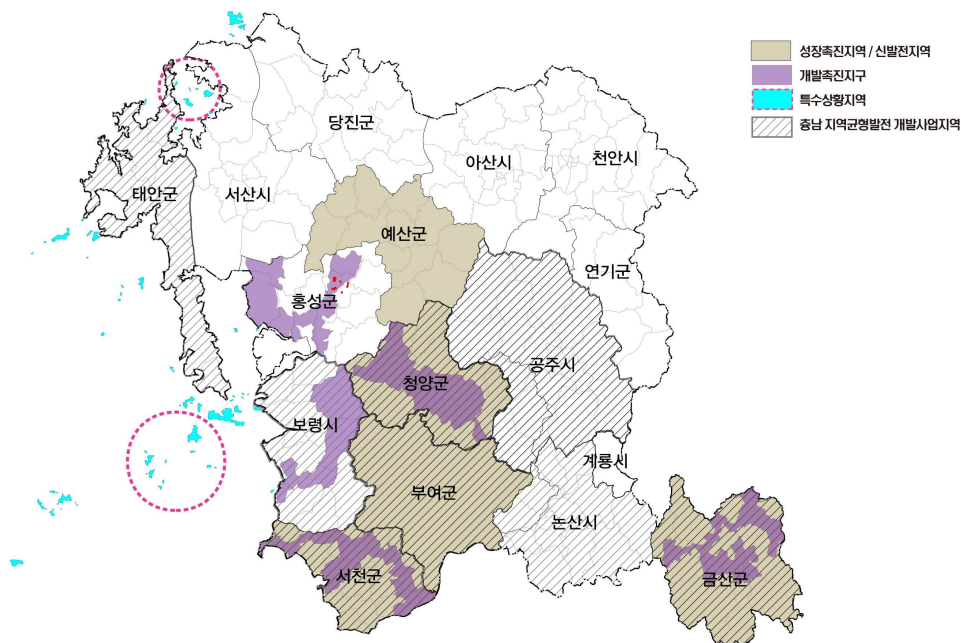 성장촉진지역 / 신발전지역
개발촉진지구
특수상황지역
충남 지역균형발전 개발사업지역
당진군
아산시
천안시
태안군
서산시
예산군
연기군
홍성군
공주시
청양군
보령시
계룡시
부여군
논산시
서천군
금산군